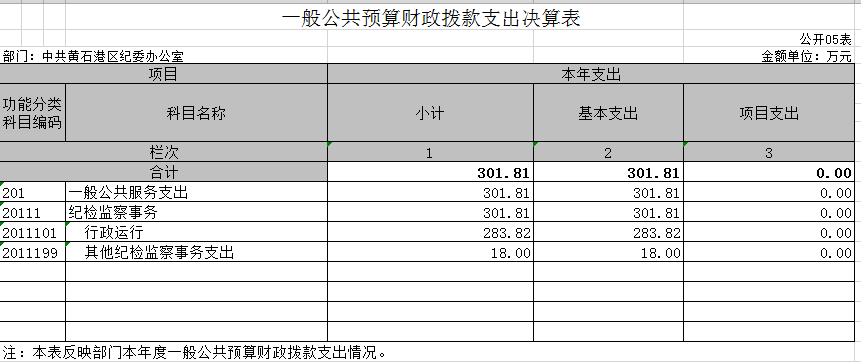 一般公共预算财政拨款支出决算表
公开05表
部门：中共黄石港区纪委办公室 金额单位：万元
项目 本年支出
功能分类科目编码 科目名称 小计 基本支出 项目支出
栏次 1 2 3
合计 301.81 301.81 0.00
201 一般公共服务支出 301.81 301.81 0.00
20111 纪检监察事务 301.81 301.81 0.00
2011101 行政运行 283.82 283.82 0.00
2011199 其他纪检监察事务支出 18.00 18.00 0.00
注：本表反映部门本年度一般公共预算财政拨款支出情况。